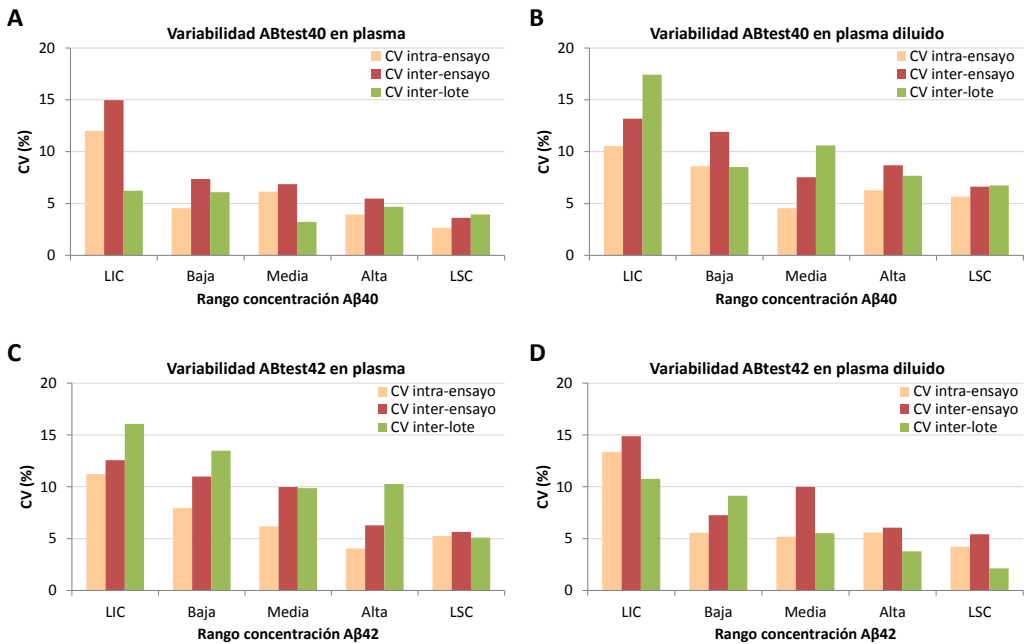 A
Variabilidad ABtest40 en plasma
CV intra-ensayo
CV inter-ensayo
CV inter-lote
20
15
10
5
0
CV (%)
LIC Baja Media Alta LSC
Rango concentración Aβ40
B
Variabilidad ABtest40 en plasma diluido
CV intra-ensayo
CV inter-ensayo
CV inter-lote
20
15
10
5
0
CV (%)
LIC Baja Media Alta LSC
Rango concentración Aβ40
C
Variabilidad ABtest42 en plasma
CV intra-ensayo
CV inter-ensayo
CV inter-lote
20
15
10
5
0
CV (%)
LIC Baja Media Alta LSC
Rango concentración Aβ42
D
Variabilidad ABtest42 en plasma diluido
CV intra-ensayo
CV inter-ensayo
CV inter-lote
20
15
10
5
0
CV (%)
LIC Baja Media Alta LSC
Rango concentración Aβ42